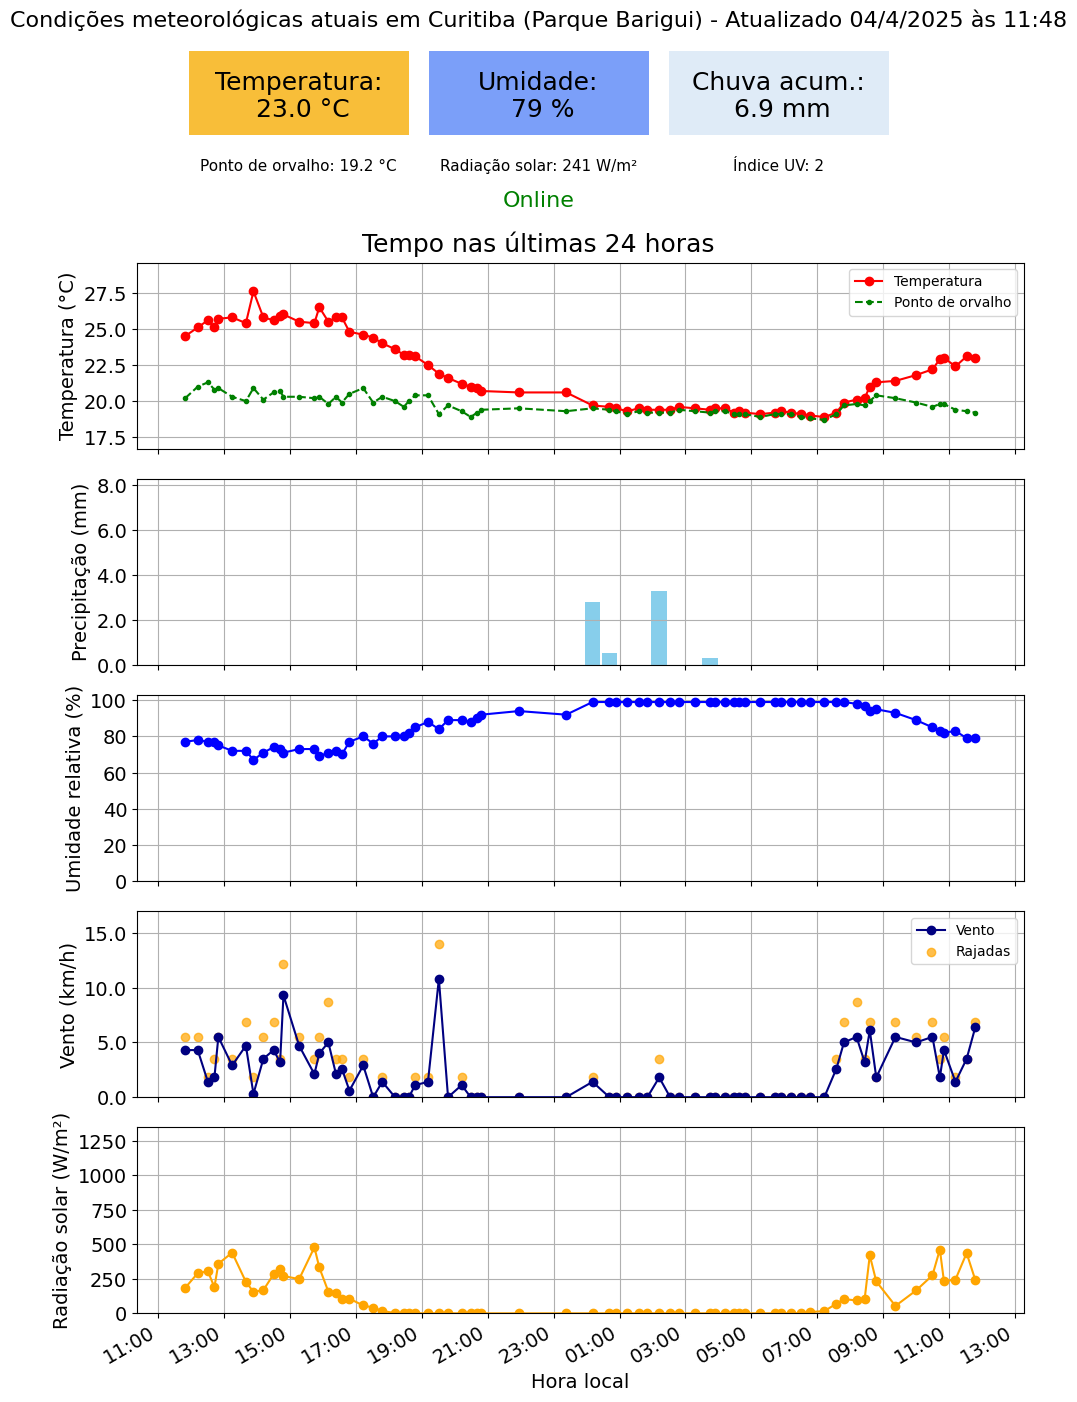 Condições meteorológicas atuais em Curitiba (Parque Barigui) - Atualizado 04/4/2025 às 11:48
Temperatura:
23.0 °C
Umidade:
79 %
Chuva acum.:
6.9 mm
Ponto de orvalho: 19.2 °C
Radiação solar: 241 W/m²
Índice UV: 2
Online
Tempo nas últimas 24 horas
Temperatura (°C)
27.5
25.0
22.5
20.0
17.5
Temperatura
Ponto de orvalho
Precipitação (mm)
8.0
6.0
4.0
2.0
0.0
Umidade relativa (%)
100
80
60
40
20
0
Vento (km/h)
15.0
10.0
5.0
0.0
Vento
Rajadas
Radiação solar (W/m²)
1250
1000
750
500
250
0
11:00
13:00
15:00
17:00
19:00
21:00
23:00
01:00
03:00
05:00
07:00
09:00
11:00
13:00
Hora local